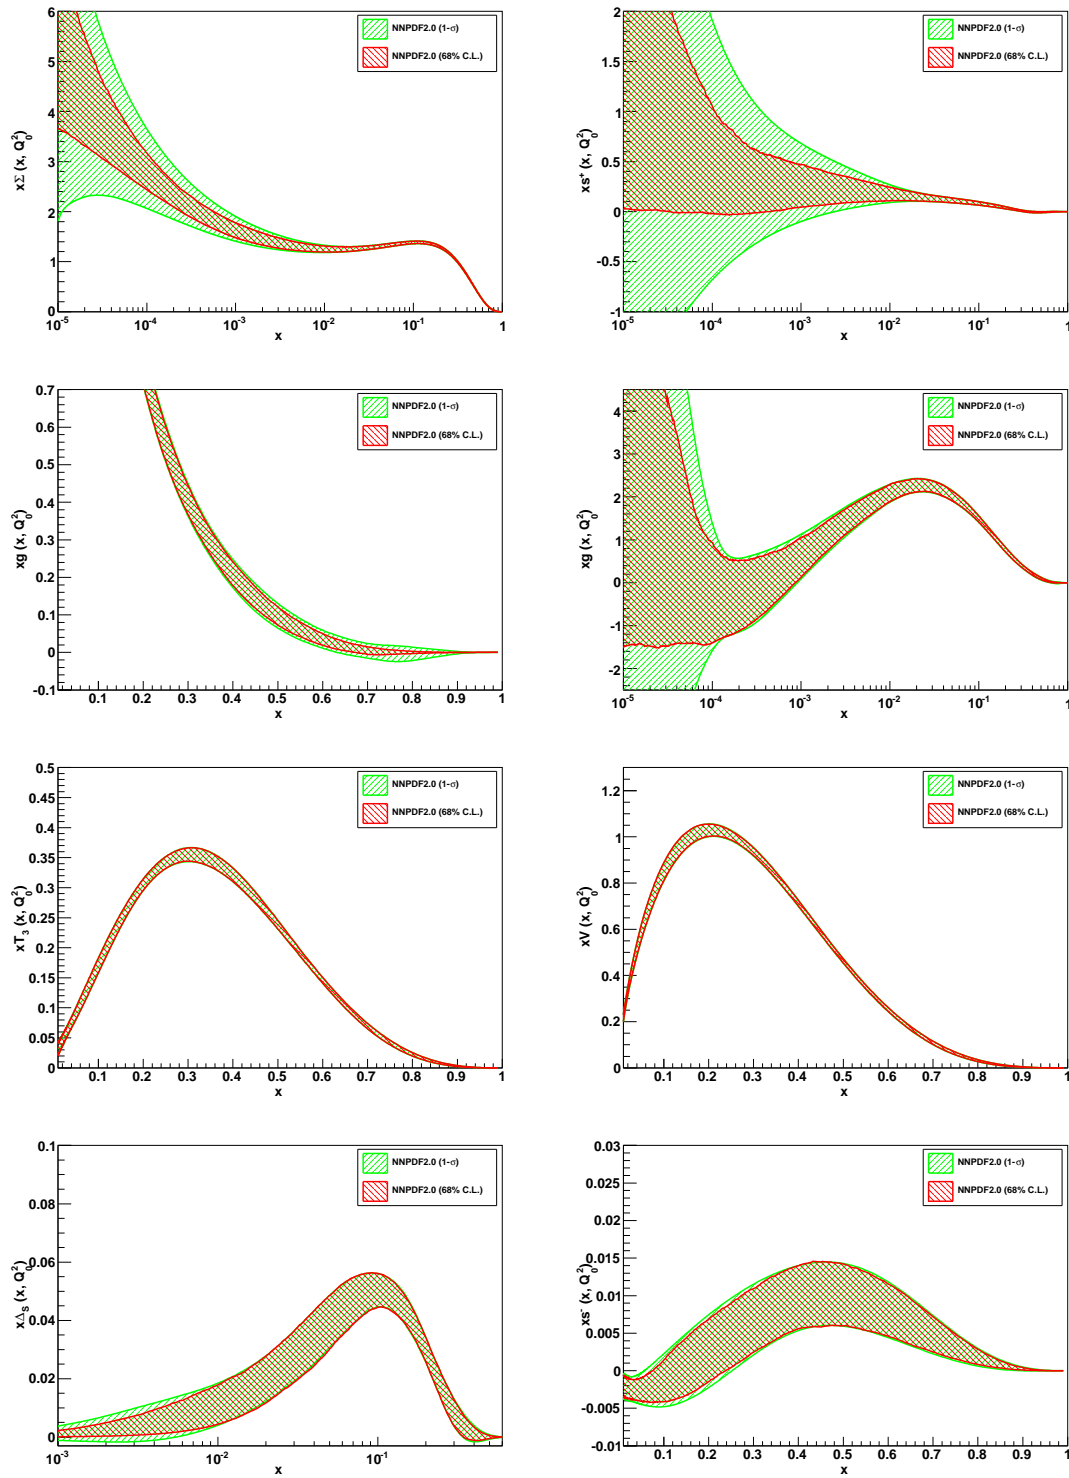 NNPDF2.0 (1-σ)
NNPDF2.0 (68% C.L.)
xΣ (x, Q₀²)
6
5
4
3
2
1
0
10⁻⁵ 10⁻⁴ 10⁻³ 10⁻² 10⁻¹ 1
x
NNPDF2.0 (1-σ)
NNPDF2.0 (68% C.L.)
xs⁺ (x, Q₀²)
2
1.5
1
0.5
0
-0.5
-1
10⁻⁵ 10⁻⁴ 10⁻³ 10⁻² 10⁻¹ 1
x
NNPDF2.0 (1-σ)
NNPDF2.0 (68% C.L.)
xg (x, Q₀²)
0.7
0.6
0.5
0.4
0.3
0.2
0.1
0
-0.1
0.1 0.2 0.3 0.4 0.5 0.6 0.7 0.8 0.9 1
x
NNPDF2.0 (1-σ)
NNPDF2.0 (68% C.L.)
xg (x, Q₀²)
4
3
2
1
0
-1
-2
10⁻⁵ 10⁻⁴ 10⁻³ 10⁻² 10⁻¹ 1
x
NNPDF2.0 (1-σ)
NNPDF2.0 (68% C.L.)
xT₃ (x, Q₀²)
0.5
0.45
0.4
0.35
0.3
0.25
0.2
0.15
0.1
0.05
0
0.1 0.2 0.3 0.4 0.5 0.6 0.7 0.8 0.9 1
x
NNPDF2.0 (1-σ)
NNPDF2.0 (68% C.L.)
xV (x, Q₀²)
1.2
1
0.8
0.6
0.4
0.2
0
0.1 0.2 0.3 0.4 0.5 0.6 0.7 0.8 0.9 1
x
NNPDF2.0 (1-σ)
NNPDF2.0 (68% C.L.)
xΔ_S (x, Q₀²)
0.1
0.08
0.06
0.04
0.02
0
10⁻³ 10⁻² 10⁻¹
x
NNPDF2.0 (1-σ)
NNPDF2.0 (68% C.L.)
xs⁻ (x, Q₀²)
0.03
0.025
0.02
0.015
0.01
0.005
0
-0.005
-0.01
0.1 0.2 0.3 0.4 0.5 0.6 0.7 0.8 0.9 1
x